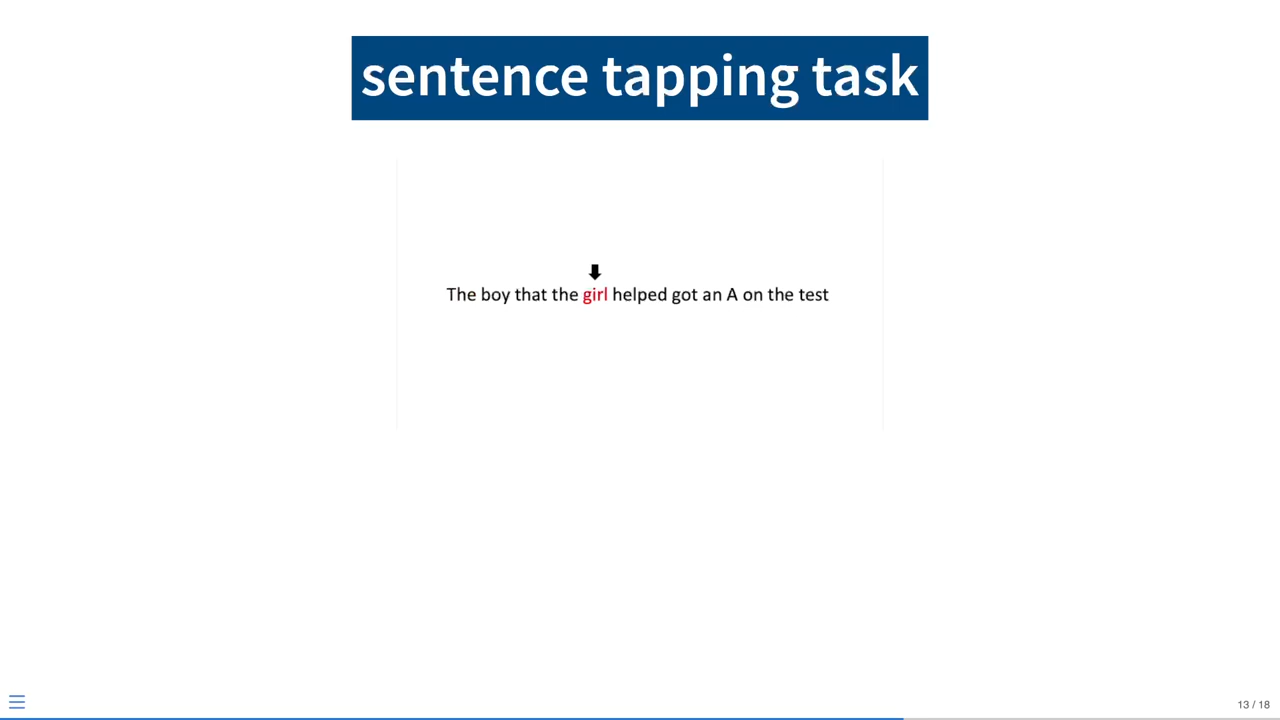 sentence tapping task
The boy that the girl helped got an A on the test
13 / 18